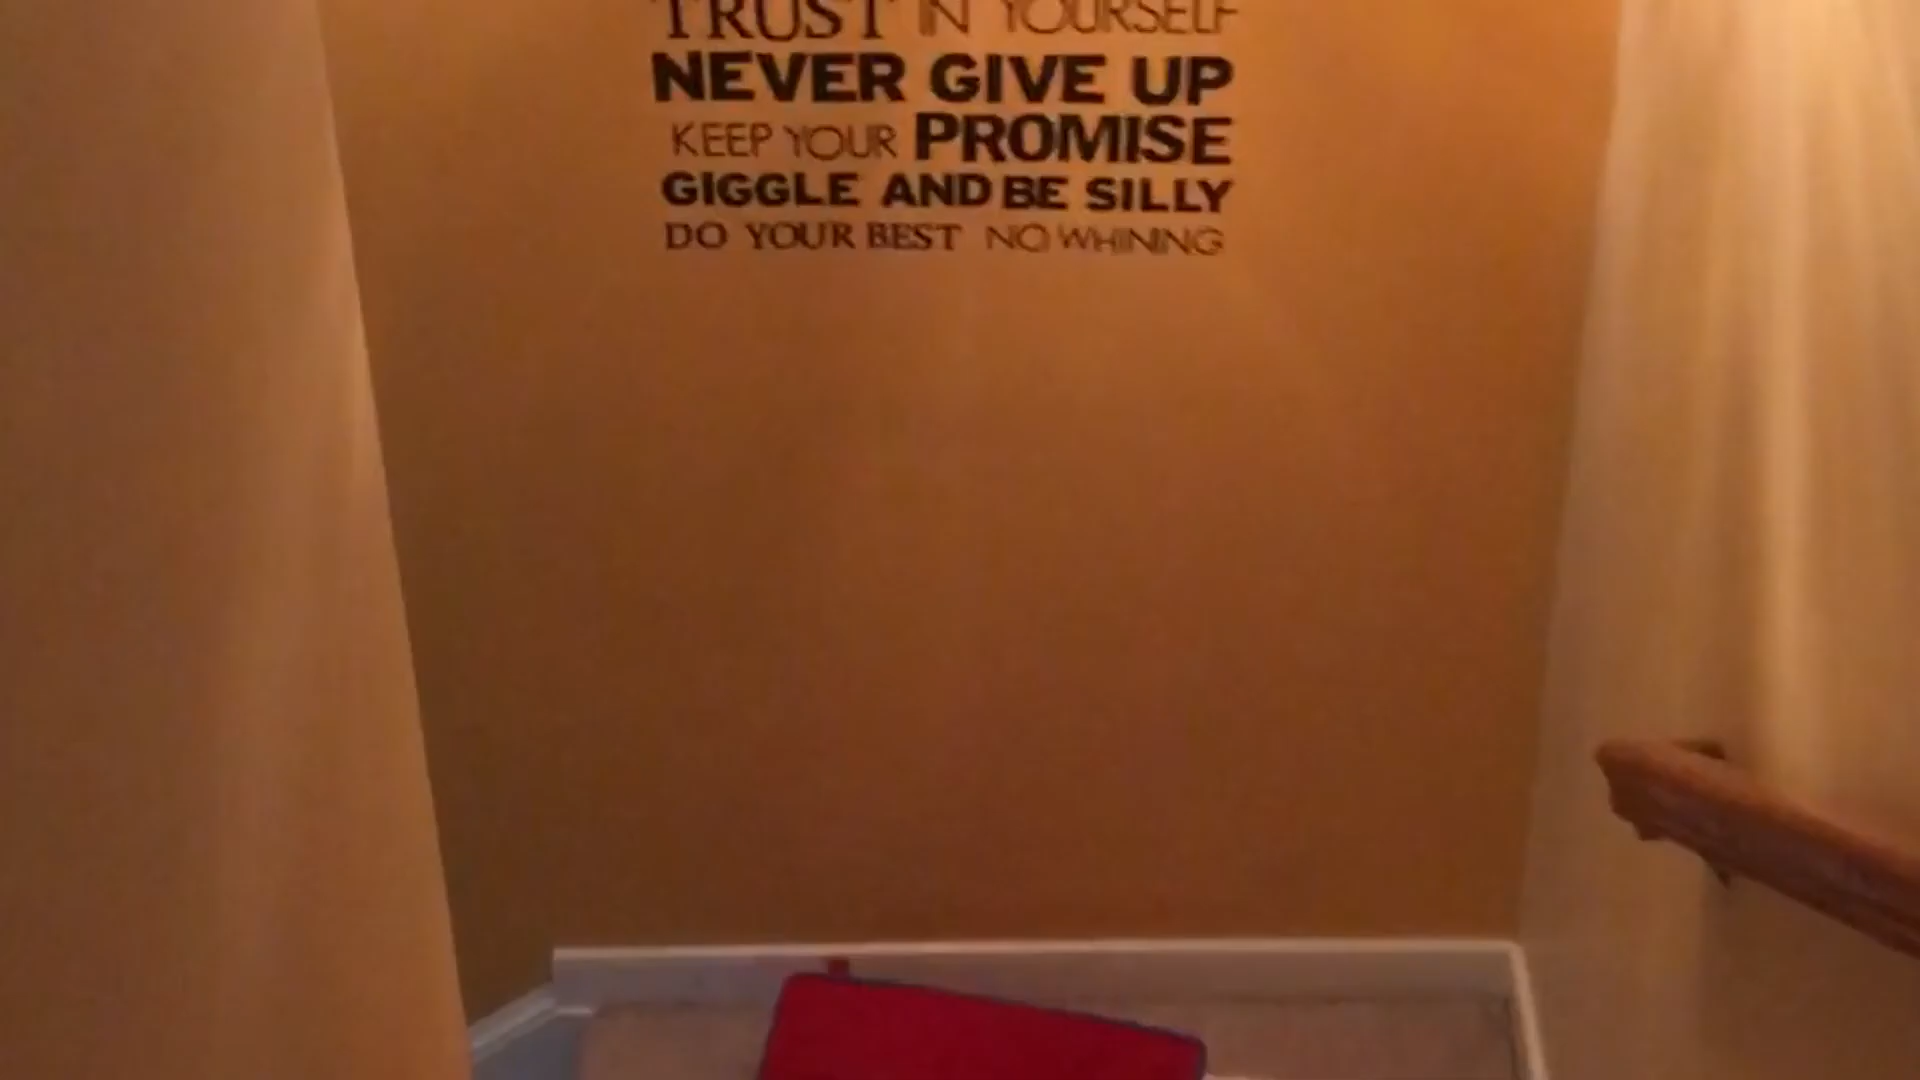 TRUST IN YOURSELF
NEVER GIVE UP
KEEP YOUR PROMISE
GIGGLE AND BE SILLY
DO YOUR BEST NO WHINING